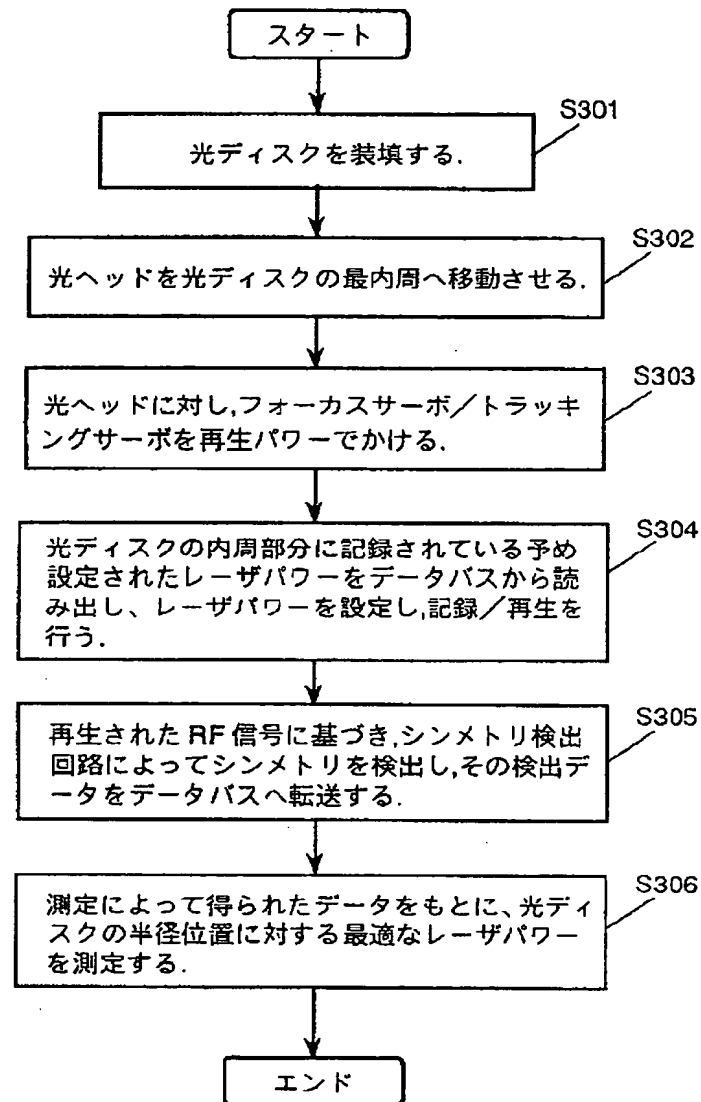 スタート
S301
光ディスクを装填する.
S302
光ヘッドを光ディスクの最内周へ移動させる.
S303
光ヘッドに対し,フォーカスサーボ／トラッキ
ングサーボを再生パワーでかける.
S304
光ディスクの内周部分に記録されている予め
設定されたレーザパワーをデータバスから読
み出し、レーザパワーを設定し,記録／再生を
行う.
S305
再生された RF 信号に基づき,シンメトリ検出
回路によってシンメトリを検出し,その検出デ
ータをデータバスへ転送する.
S306
測定によって得られたデータをもとに、光ディ
スクの半径位置に対する最適なレーザパワー
を測定する.
エンド